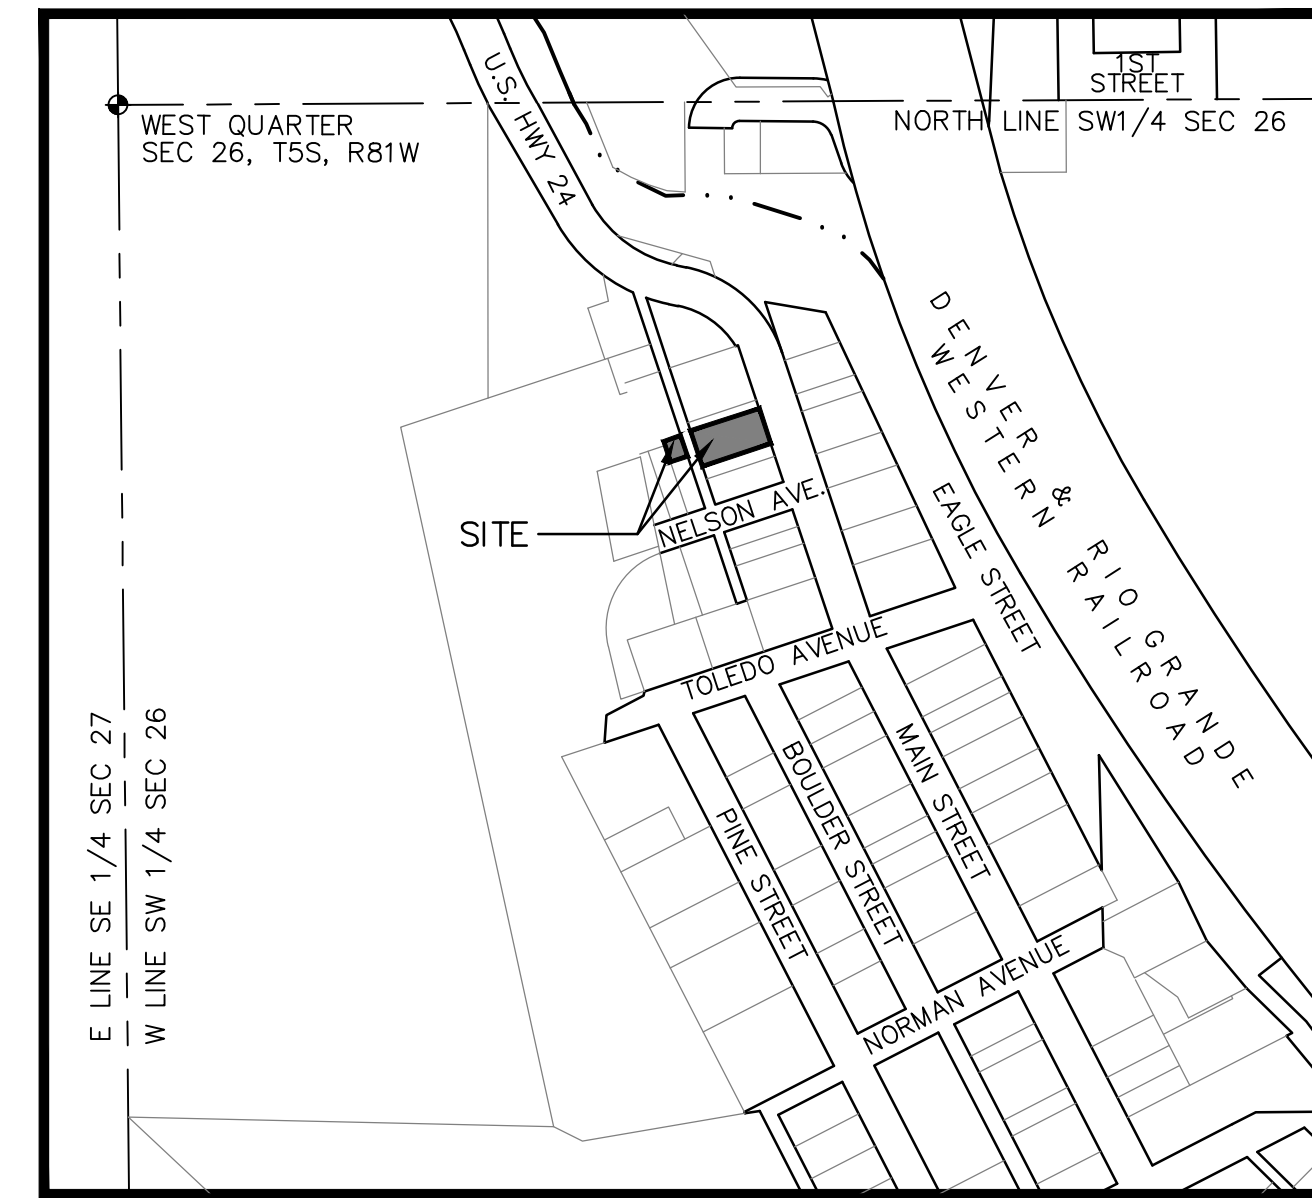 U.S. HWY 24
1ST
STREET
WEST QUARTER
SEC 26, T5S, R81W
NORTH LINE SW1/4 SEC 26
DENVER & RIO GRANDE
WESTERN RAILROAD
SITE
NELSON AVE.
EAGLE STREET
TOLEDO AVENUE
MAIN STREET
BOULDER STREET
PINE STREET
NORMAN AVENUE
E LINE SE 1/4 SEC 27
W LINE SW 1/4 SEC 26